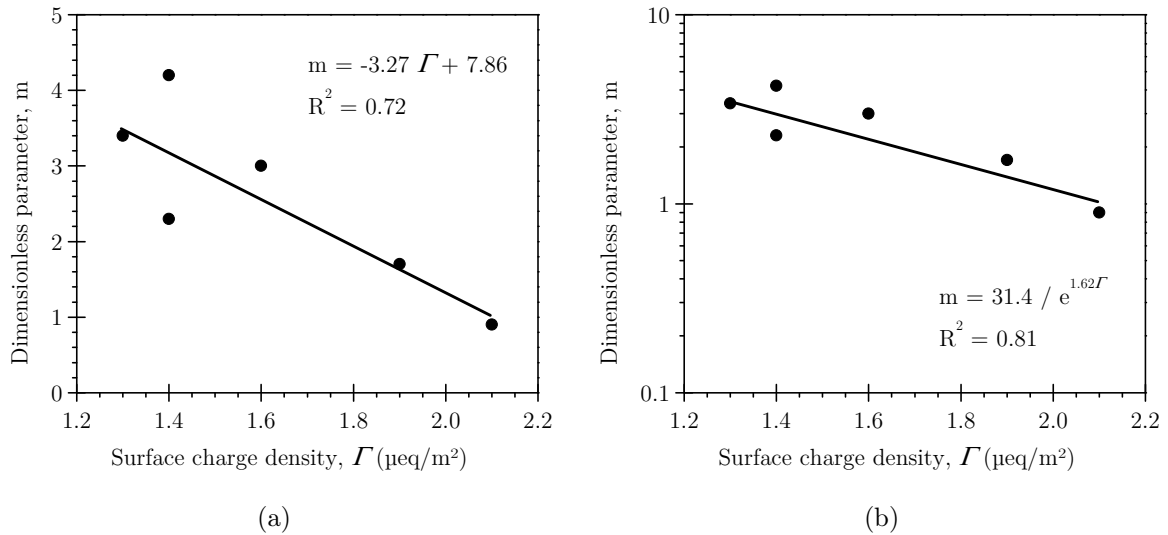 5
4
3
2
1
0
1.2 1.4 1.6 1.8 2.0 2.2
Dimensionless parameter, m
Surface charge density, Γ (µeq/m²)
m = -3.27 Γ + 7.86
R² = 0.72
(a)
10
1
0.1
1.2 1.4 1.6 1.8 2.0 2.2
Dimensionless parameter, m
Surface charge density, Γ (µeq/m²)
m = 31.4 / e^1.62Γ
R² = 0.81
(b)